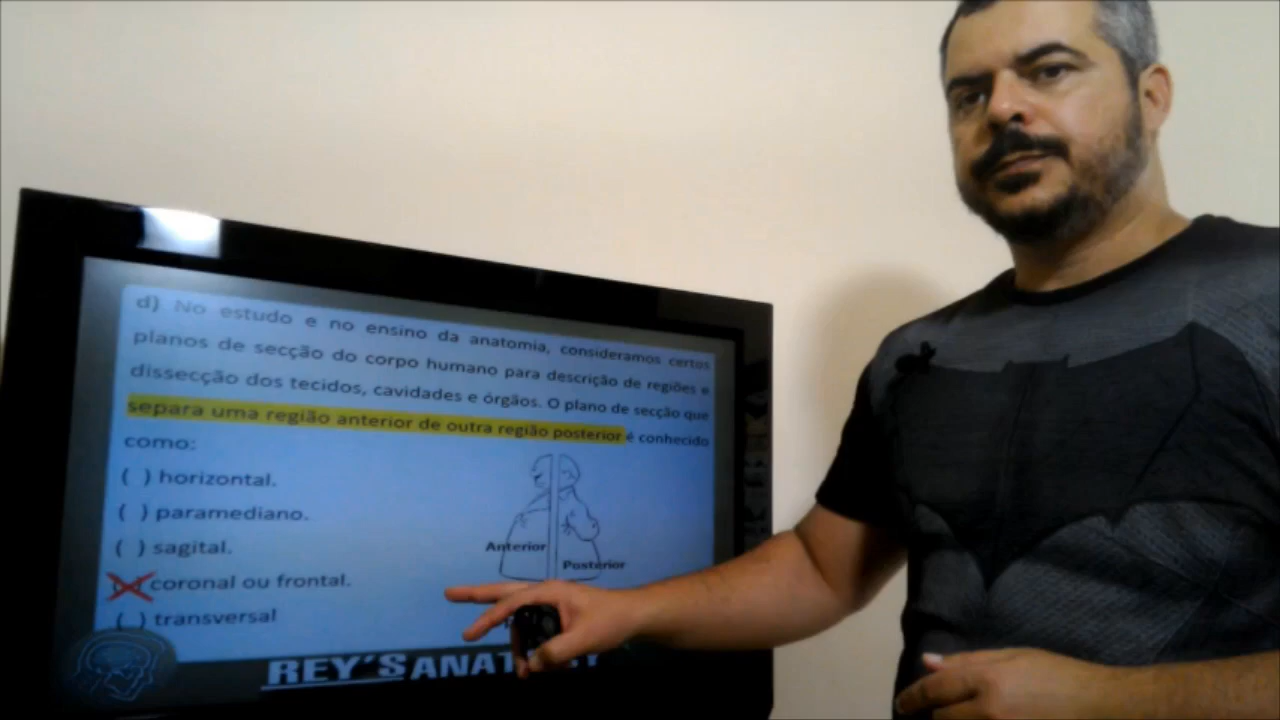 d) No estudo e no ensino da anatomia, consideramos certos
planos de secção do corpo humano para descrição de regiões e
dissecção dos tecidos, cavidades e órgãos. O plano de secção que
separa uma região anterior de outra região posterior é conhecido
como:
( ) horizontal.
( ) paramediano.
( ) sagital.
( ) coronal ou frontal.
( ) transversal
Anterior
Posterior
REY'S